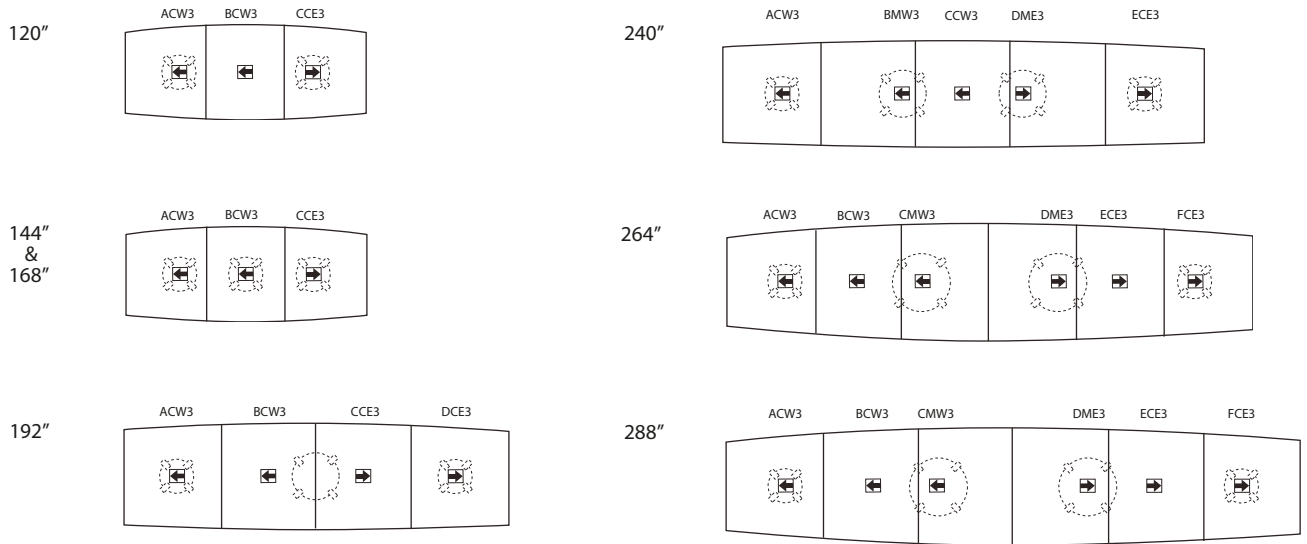 120”
ACW3 BCW3 CCE3
144”
&
168”
ACW3 BCW3 CCE3
192”
ACW3 BCW3 CCE3 DCE3
240”
ACW3 BMW3 CCW3 DME3 ECE3
264”
ACW3 BCW3 CMW3 DME3 ECE3 FCE3
288”
ACW3 BCW3 CMW3 DME3 ECE3 FCE3